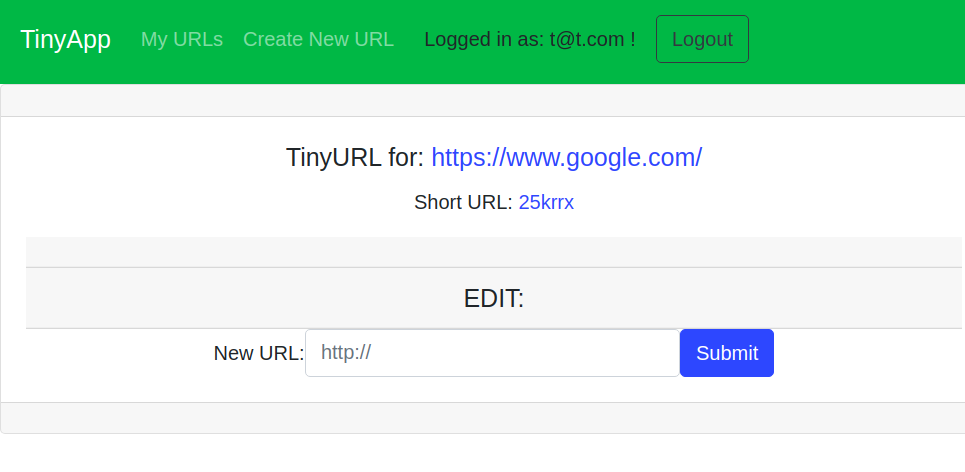 TinyApp My URLs Create New URL Logged in as: t@t.com ! Logout
TinyURL for: https://www.google.com/
Short URL: 25krrx
EDIT:
New URL: http:// Submit